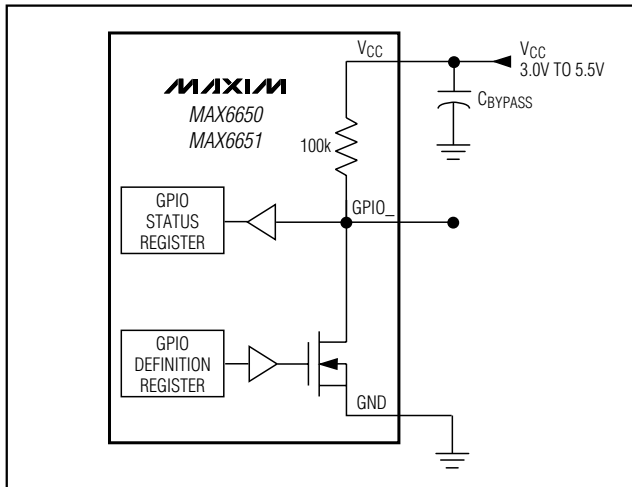 VCC
VCC
3.0V TO 5.5V
MAXIM
MAX6650
MAX6651
CBYPASS
100k
GPIO
STATUS
REGISTER
GPIO_
GPIO
DEFINITION
REGISTER
GND